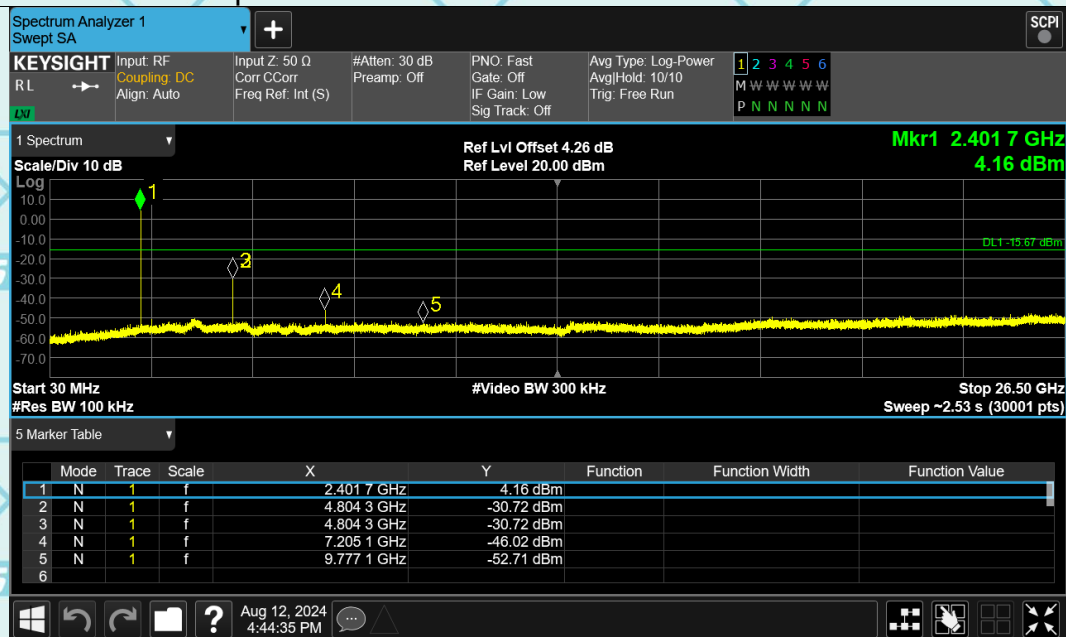 Spectrum Analyzer 1
Swept SA
+
SCPI
KEYSIGHT
RL
LXI
Input: RF
Coupling: DC
Align: Auto
Input Z: 50 Ω
Corr CCorr
Freq Ref: Int (S)
#Atten: 30 dB
Preamp: Off
PNO: Fast
Gate: Off
IF Gain: Low
Sig Track: Off
Avg Type: Log-Power
Avg|Hold: 10/10
Trig: Free Run
1 2 3 4 5 6
M W W W W W
P N N N N N
1 Spectrum
Scale/Div 10 dB
Ref Lvl Offset 4.26 dB
Ref Level 20.00 dBm
Mkr1 2.401 7 GHz
4.16 dBm
Log
10.0
0.00
-10.0
-20.0
-30.0
-40.0
-50.0
-60.0
-70.0
1
4
5
DL1 -15.67 dBm
Start 30 MHz
#Res BW 100 kHz
#Video BW 300 kHz
Stop 26.50 GHz
Sweep ~2.53 s (30001 pts)
5 Marker Table
Mode Trace Scale X Y Function Function Width Function Value
1 N 1 f 2.401 7 GHz 4.16 dBm
2 N 1 f 4.804 3 GHz -30.72 dBm
3 N 1 f 4.804 3 GHz -30.72 dBm
4 N 1 f 7.205 1 GHz -46.02 dBm
5 N 1 f 9.777 1 GHz -52.71 dBm
6
?
Aug 12, 2024
4:44:35 PM